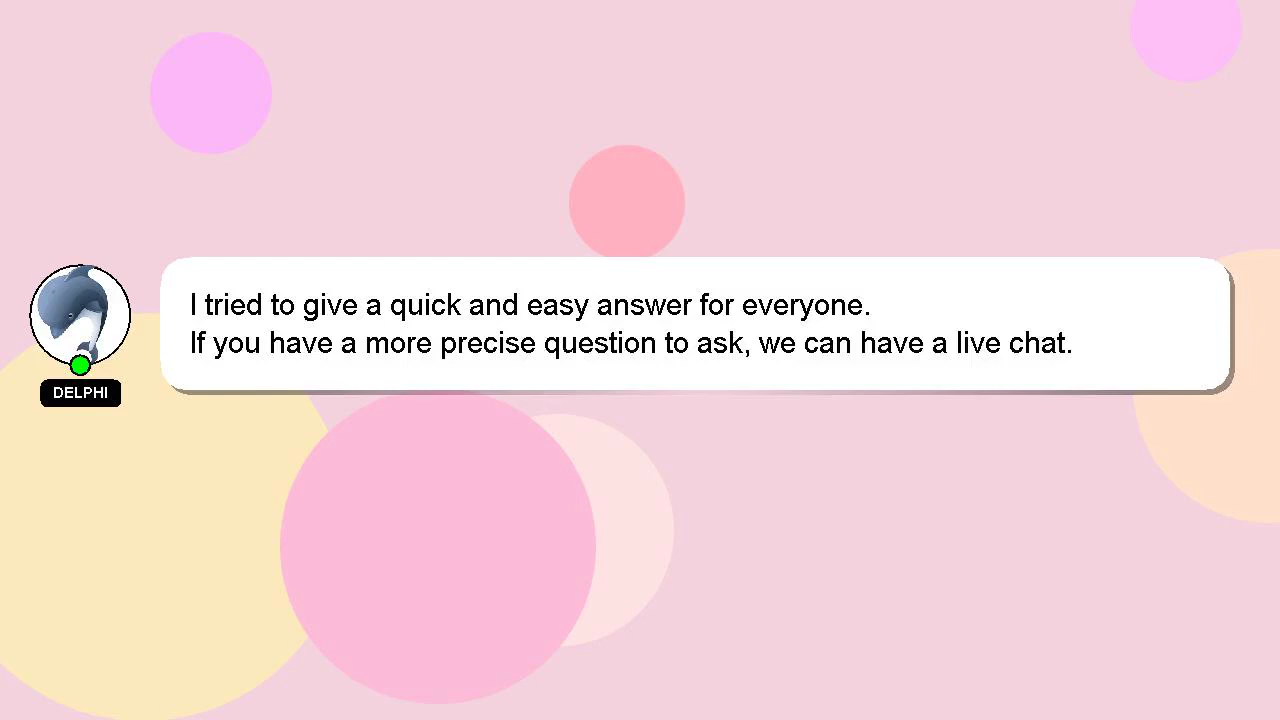 I tried to give a quick and easy answer for everyone.
If you have a more precise question to ask, we can have a live chat.
DELPHI